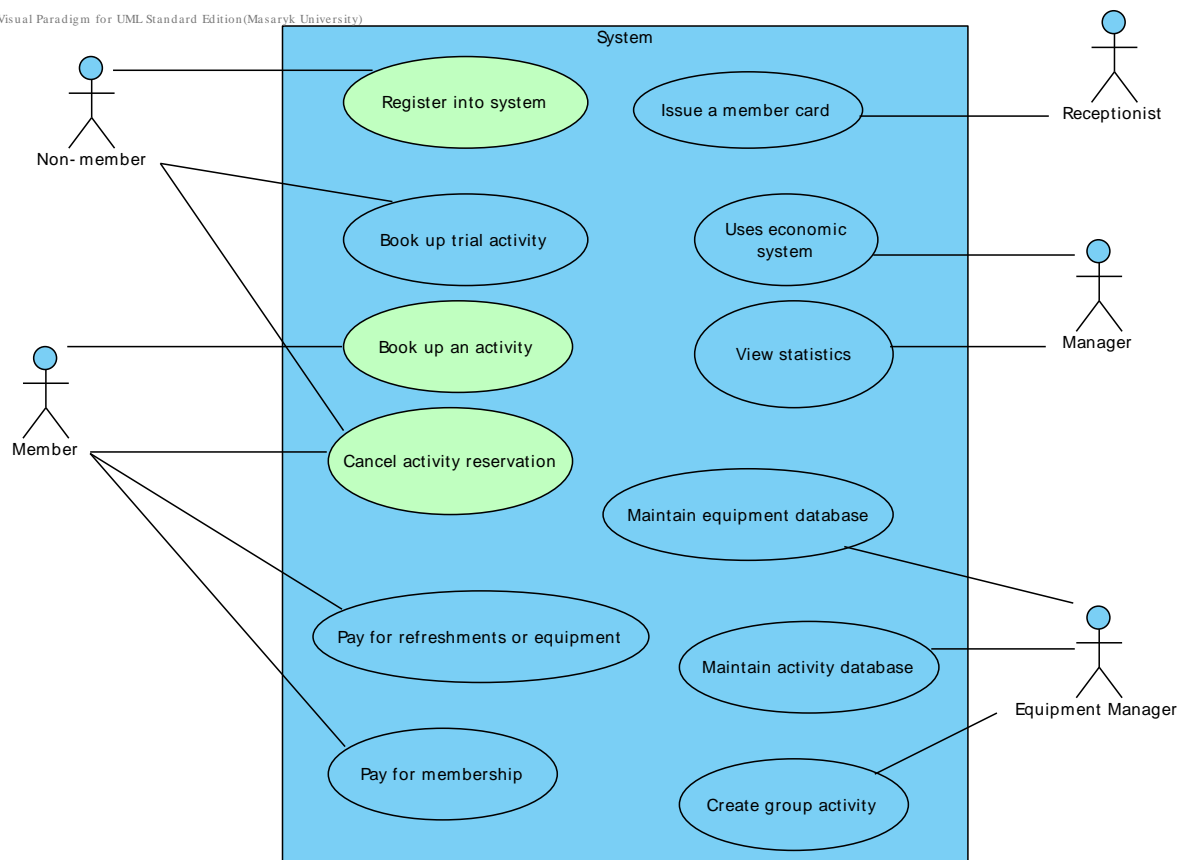 Visual Paradigm for UML Standard Edition(Masaryk University)
System
Register into system
Issue a member card
Receptionist
Non-member
Book up trial activity
Uses economic
system
Book up an activity
View statistics
Manager
Member
Cancel activity reservation
Maintain equipment database
Pay for refreshments or equipment
Maintain activity database
Equipment Manager
Pay for membership
Create group activity